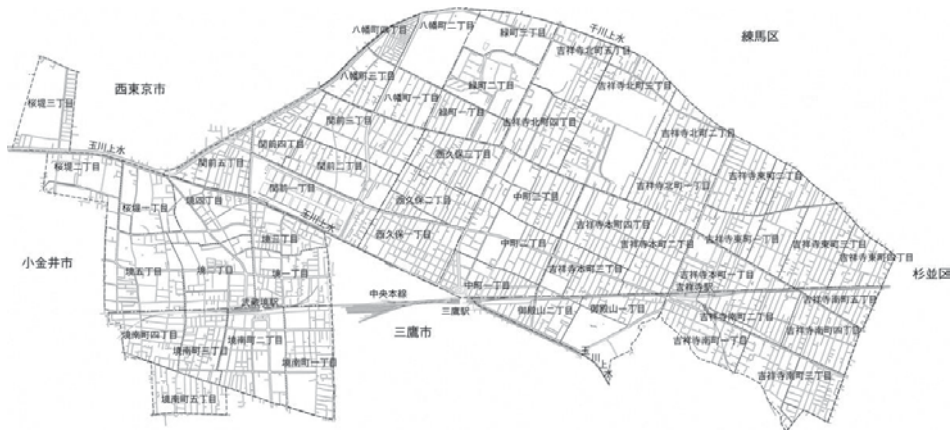 八幡町四丁目
八幡町二丁目
緑町三丁目
千川上水
練馬区
吉祥寺北町五丁目
西東京市
八幡町三丁目
緑町二丁目
吉祥寺北町三丁目
桜堤三丁目
八幡町一丁目
緑町一丁目
関前三丁目
吉祥寺北町四丁目
吉祥寺北町二丁目
玉川上水
関前四丁目
西久保三丁目
関前五丁目
関前二丁目
桜堤二丁目
吉祥寺東町二丁目
吉祥寺北町一丁目
関前一丁目
中町三丁目
境四丁目
西久保二丁目
桜堤一丁目
玉川上水
吉祥寺本町四丁目
西久保一丁目
境三丁目
中町二丁目
吉祥寺本町二丁目
吉祥寺東町一丁目
吉祥寺東町三丁目
吉祥寺東町四丁目
小金井市
境五丁目
境二丁目
境一丁目
吉祥寺本町三丁目
吉祥寺本町一丁目
杉並区
吉祥寺駅
中町一丁目
中央本線
武蔵境駅
吉祥寺南町五丁目
三鷹駅
御殿山二丁目
御殿山一丁目
吉祥寺南町二丁目
三鷹市
境南町四丁目
吉祥寺南町四丁目
境南町二丁目
吉祥寺南町一丁目
境南町三丁目
玉川上水
境南町一丁目
吉祥寺南町三丁目
境南町五丁目